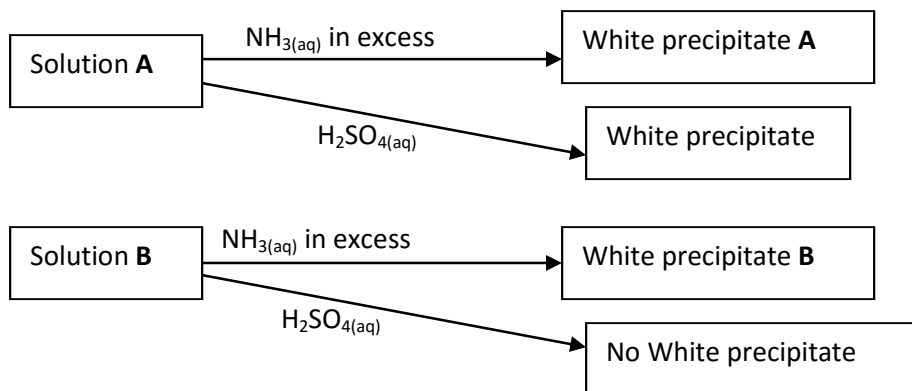 NH₃(aq) in excess
White precipitate A
Solution A
H₂SO₄(aq)
White precipitate
NH₃(aq) in excess
Solution B
White precipitate B
H₂SO₄(aq)
No White precipitate